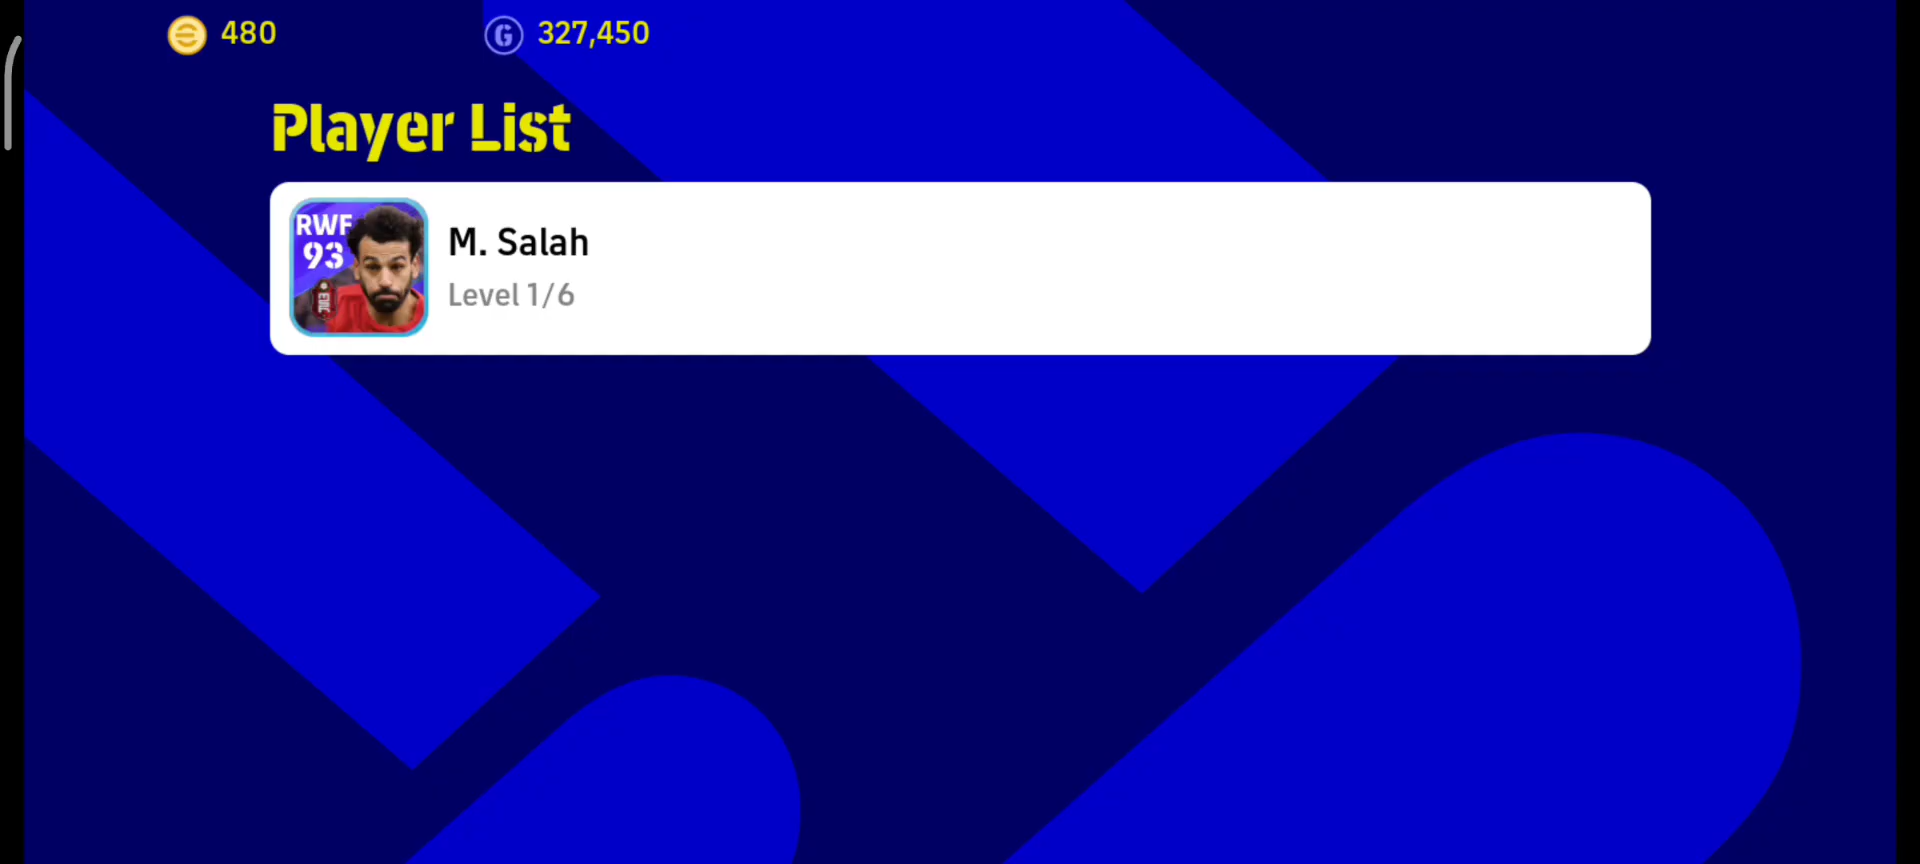 480
G 327,450
Player List
RWF
93
M. Salah
Level 1/6